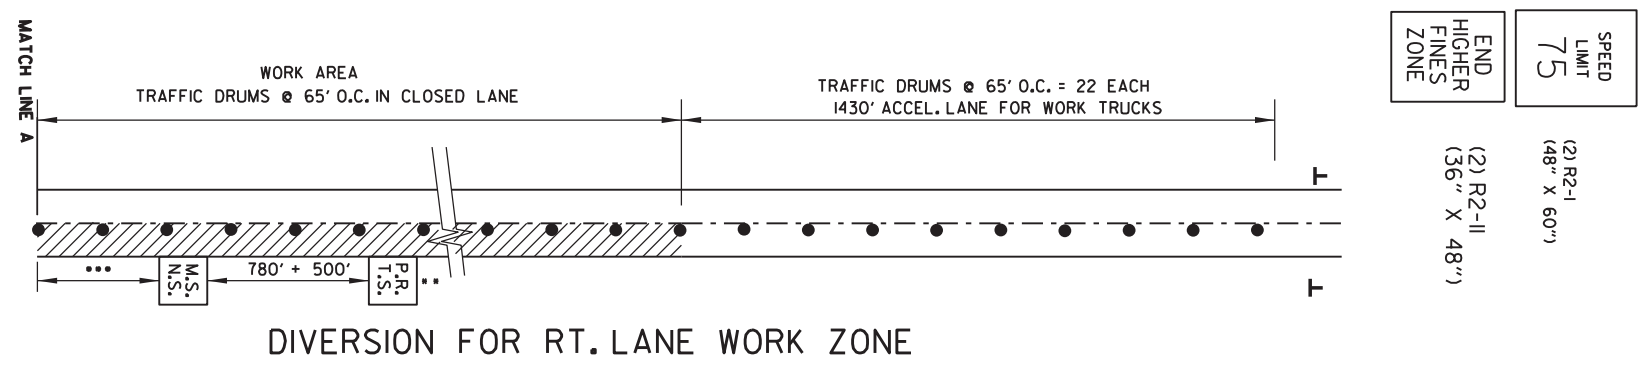 MATCH LINE A
WORK AREA
TRAFFIC DRUMS @ 65' O.C. IN CLOSED LANE
TRAFFIC DRUMS @ 65' O.C. = 22 EACH
1430' ACCEL. LANE FOR WORK TRUCKS
END
HIGHER
FINES
ZONE
(2) R2-11
(36" X 48")
SPEED
LIMIT
75
(2) R2-1
(48" X 60")
***
M.S.
N.S.
780' + 500'
P.R.
T.S.
**
DIVERSION FOR RT. LANE WORK ZONE